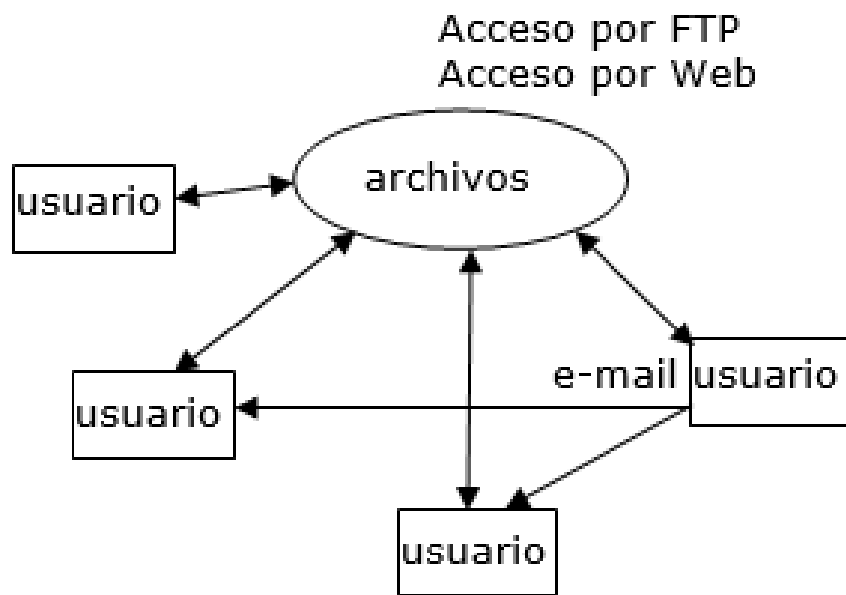 Acceso por FTP
Acceso por Web
archivos
usuario
e-mail usuario
usuario
usuario